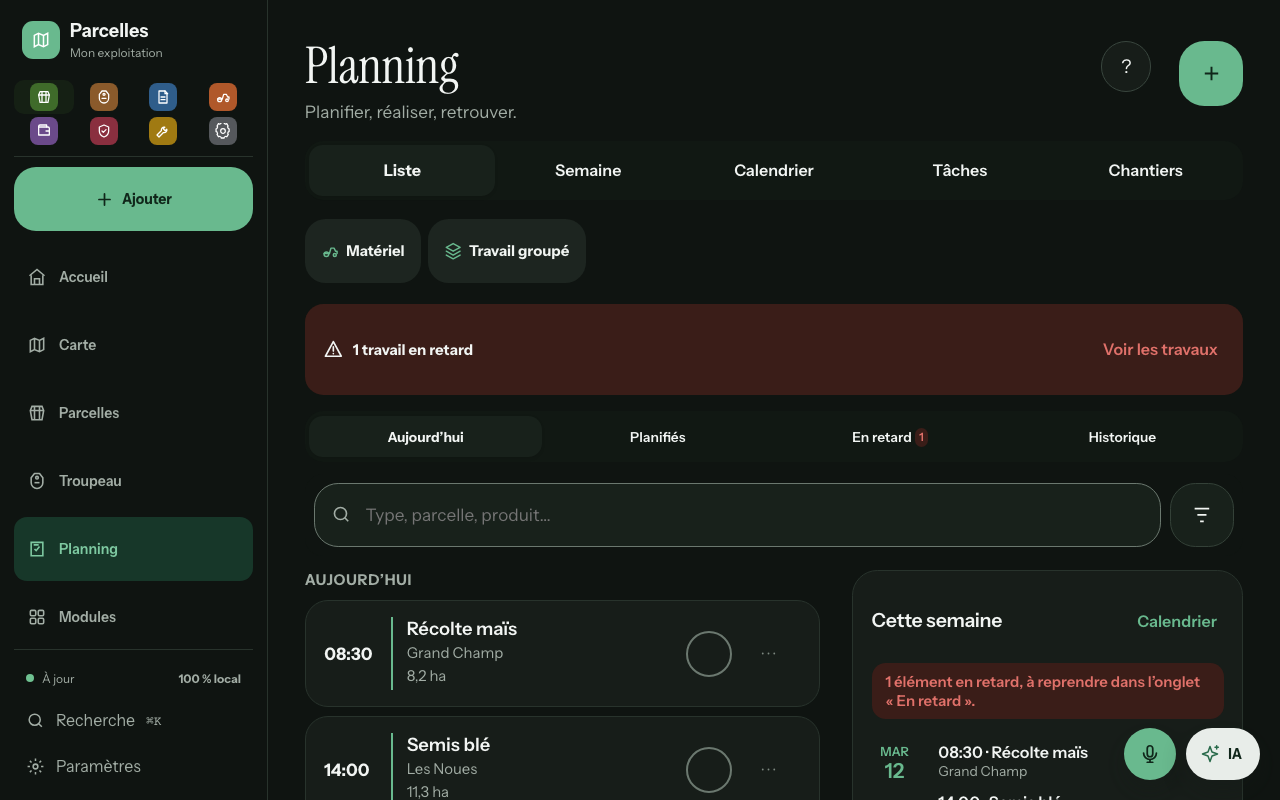 Parcelles
Mon exploitation
Ajouter
Accueil
Carte
Parcelles
Troupeau
Planning
Modules
À jour
100 % local
Recherche ⌘K
Paramètres
Planning
Planifier, réaliser, retrouver.
?
Liste
Semaine
Calendrier
Tâches
Chantiers
Matériel
Travail groupé
1 travail en retard
Voir les travaux
Aujourd’hui
Planifiés
En retard 1
Historique
Type, parcelle, produit…
AUJOURD’HUI
08:30
Récolte maïs
Grand Champ
8,2 ha
14:00
Semis blé
Les Noues
11,3 ha
Cette semaine
Calendrier
1 élément en retard, à reprendre dans l’onglet
« En retard ».
MAR
12
08:30 · Récolte maïs
Grand Champ
14:00 · Semis blé
IA